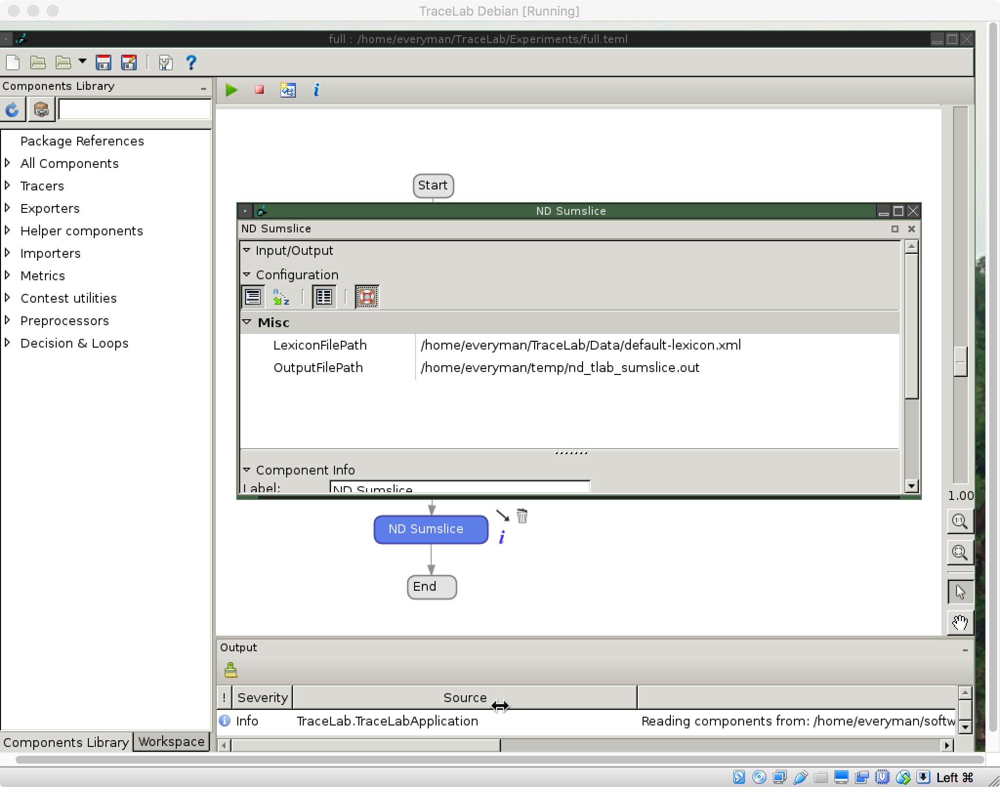 TraceLab Debian [Running]
full : /home/everyman/TraceLab/Experiments/full.teml
Components Library
Package References
All Components
Tracers
Exporters
Helper components
Importers
Metrics
Contest utilities
Preprocessors
Decision & Loops
Start
ND Sumslice
ND Sumslice
Input/Output
Configuration
Misc
LexiconFilePath /home/everyman/TraceLab/Data/default-lexicon.xml
OutputFilePath /home/everyman/temp/nd_tlab_sumslice.out
Component Info
Label: ND Sumslice
1.00
ND Sumslice
End
Output
! Severity Source
Info TraceLab.TraceLabApplication Reading components from: /home/everyman/softw
Components Library Workspace
Left ⌘